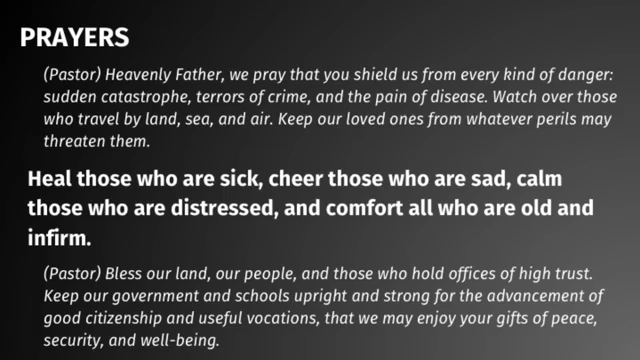 PRAYERS
(Pastor) Heavenly Father, we pray that you shield us from every kind of danger:
sudden catastrophe, terrors of crime, and the pain of disease. Watch over those
who travel by land, sea, and air. Keep our loved ones from whatever perils may
threaten them.
Heal those who are sick, cheer those who are sad, calm
those who are distressed, and comfort all who are old and
infirm.
(Pastor) Bless our land, our people, and those who hold offices of high trust.
Keep our government and schools upright and strong for the advancement of
good citizenship and useful vocations, that we may enjoy your gifts of peace,
security, and well-being.